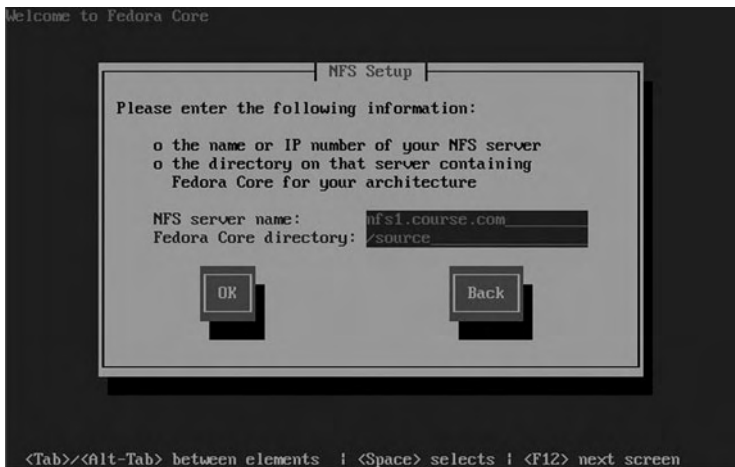 Welcome to Fedora Core
NFS Setup
Please enter the following information:
o the name or IP number of your NFS server
o the directory on that server containing
Fedora Core for your architecture
NFS server name: nfs1.course.com
Fedora Core directory: /source
OK Back
<Tab>/<Alt-Tab> between elements | <Space> selects | <F12> next screen